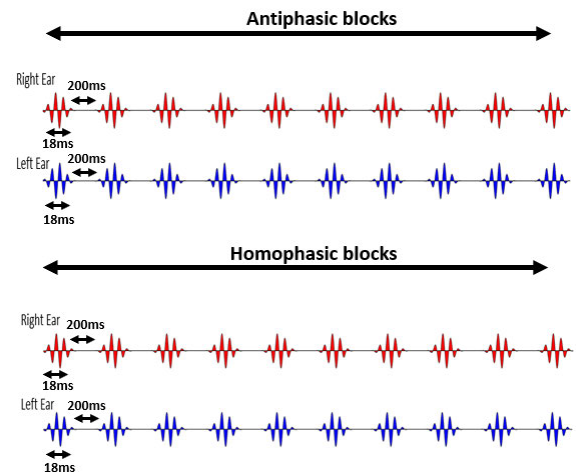 Antiphasic blocks
Right Ear
200ms
18ms
200ms
Left Ear
18ms
Homophasic blocks
Right Ear
200ms
18ms
Left Ear
200ms
18ms